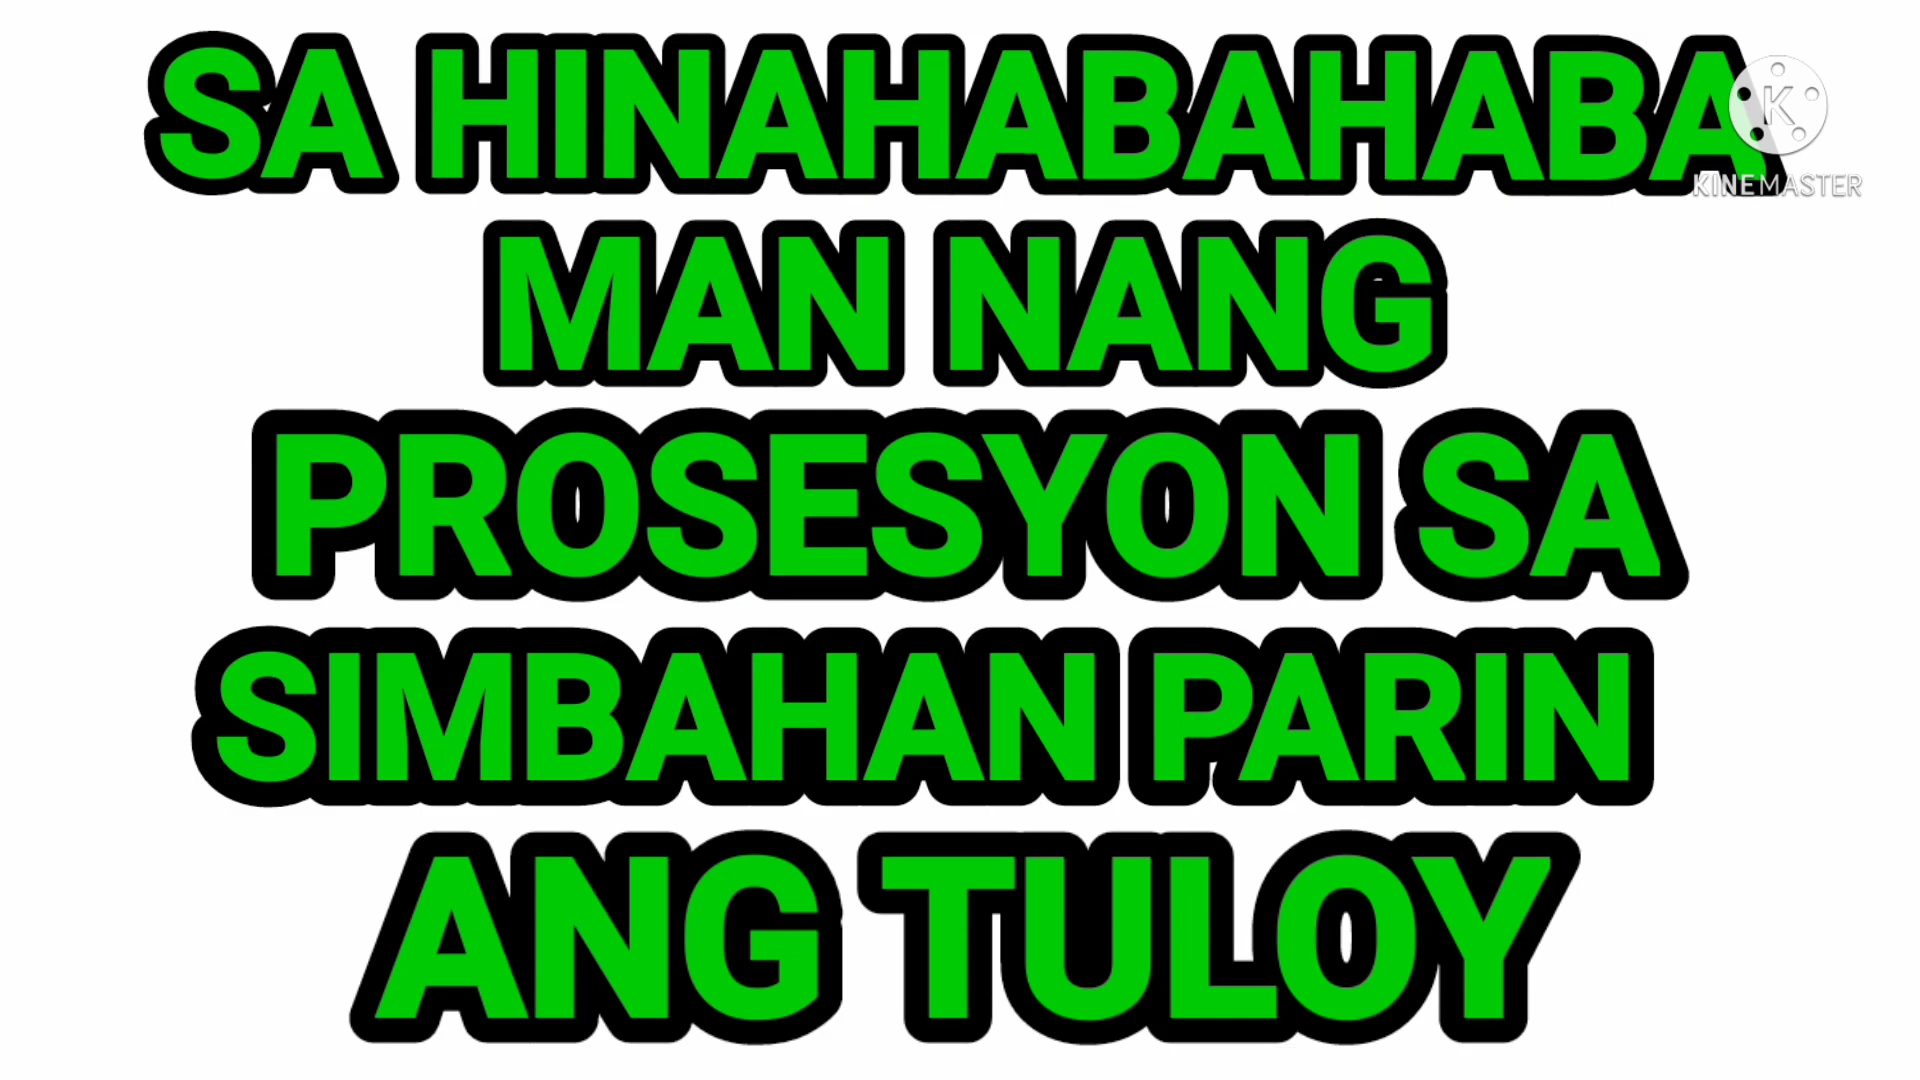 SA HINAHABAHABA
MAN NANG
PROSESYON SA
SIMBAHAN PARIN
ANG TULOY
K
KINEMASTER